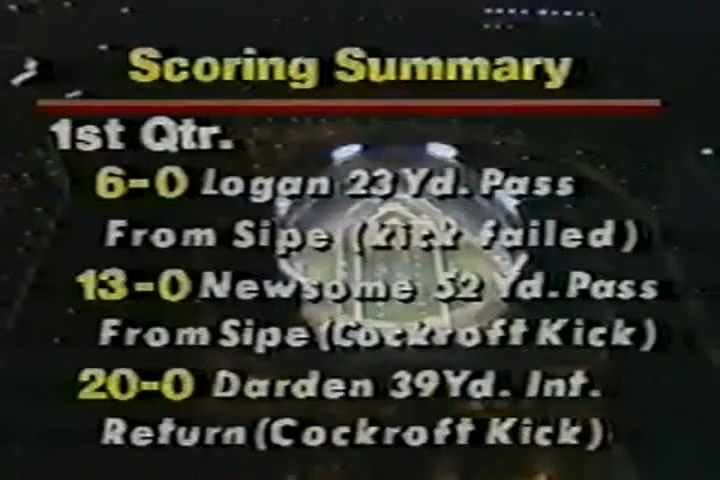 Scoring Summary
1st Qtr.
6-0 Logan 23 Yd. Pass
From Sipe (kick failed)
13-0 Newsome 52 Yd. Pass
From Sipe (Cockroft Kick)
20-0 Darden 39 Yd. Int.
Return (Cockroft Kick)